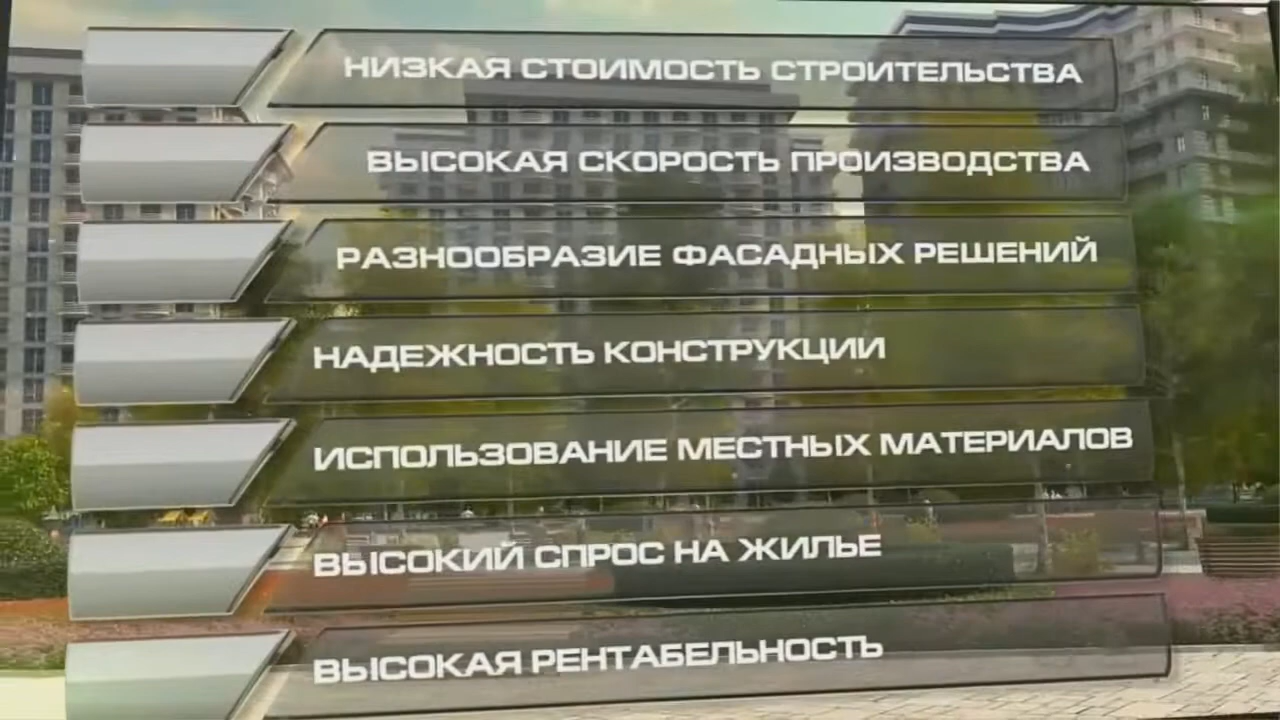 НИЗКАЯ СТОИМОСТЬ СТРОИТЕЛЬСТВА
ВЫСОКАЯ СКОРОСТЬ ПРОИЗВОДСТВА
РАЗНООБРАЗИЕ ФАСАДНЫХ РЕШЕНИЙ
НАДЕЖНОСТЬ КОНСТРУКЦИИ
ИСПОЛЬЗОВАНИЕ МЕСТНЫХ МАТЕРИАЛОВ
ВЫСОКИЙ СПРОС НА ЖИЛЬЕ
ВЫСОКАЯ РЕНТАБЕЛЬНОСТЬ